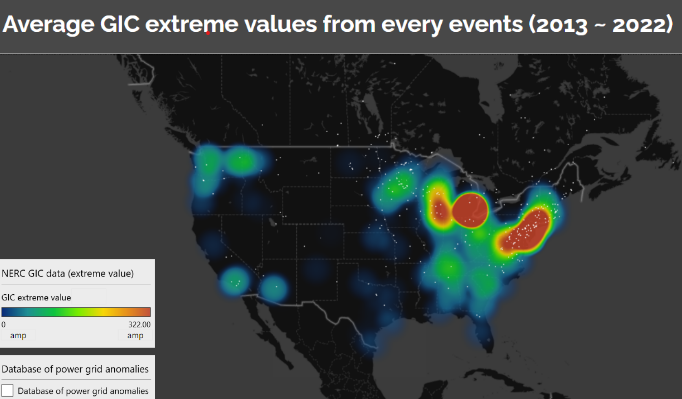 Average GIC extreme values from every events (2013 ~ 2022)
NERC GIC data (extreme value)
GIC extreme value
0 322.00
amp amp
Database of power grid anomalies
Database of power grid anomalies